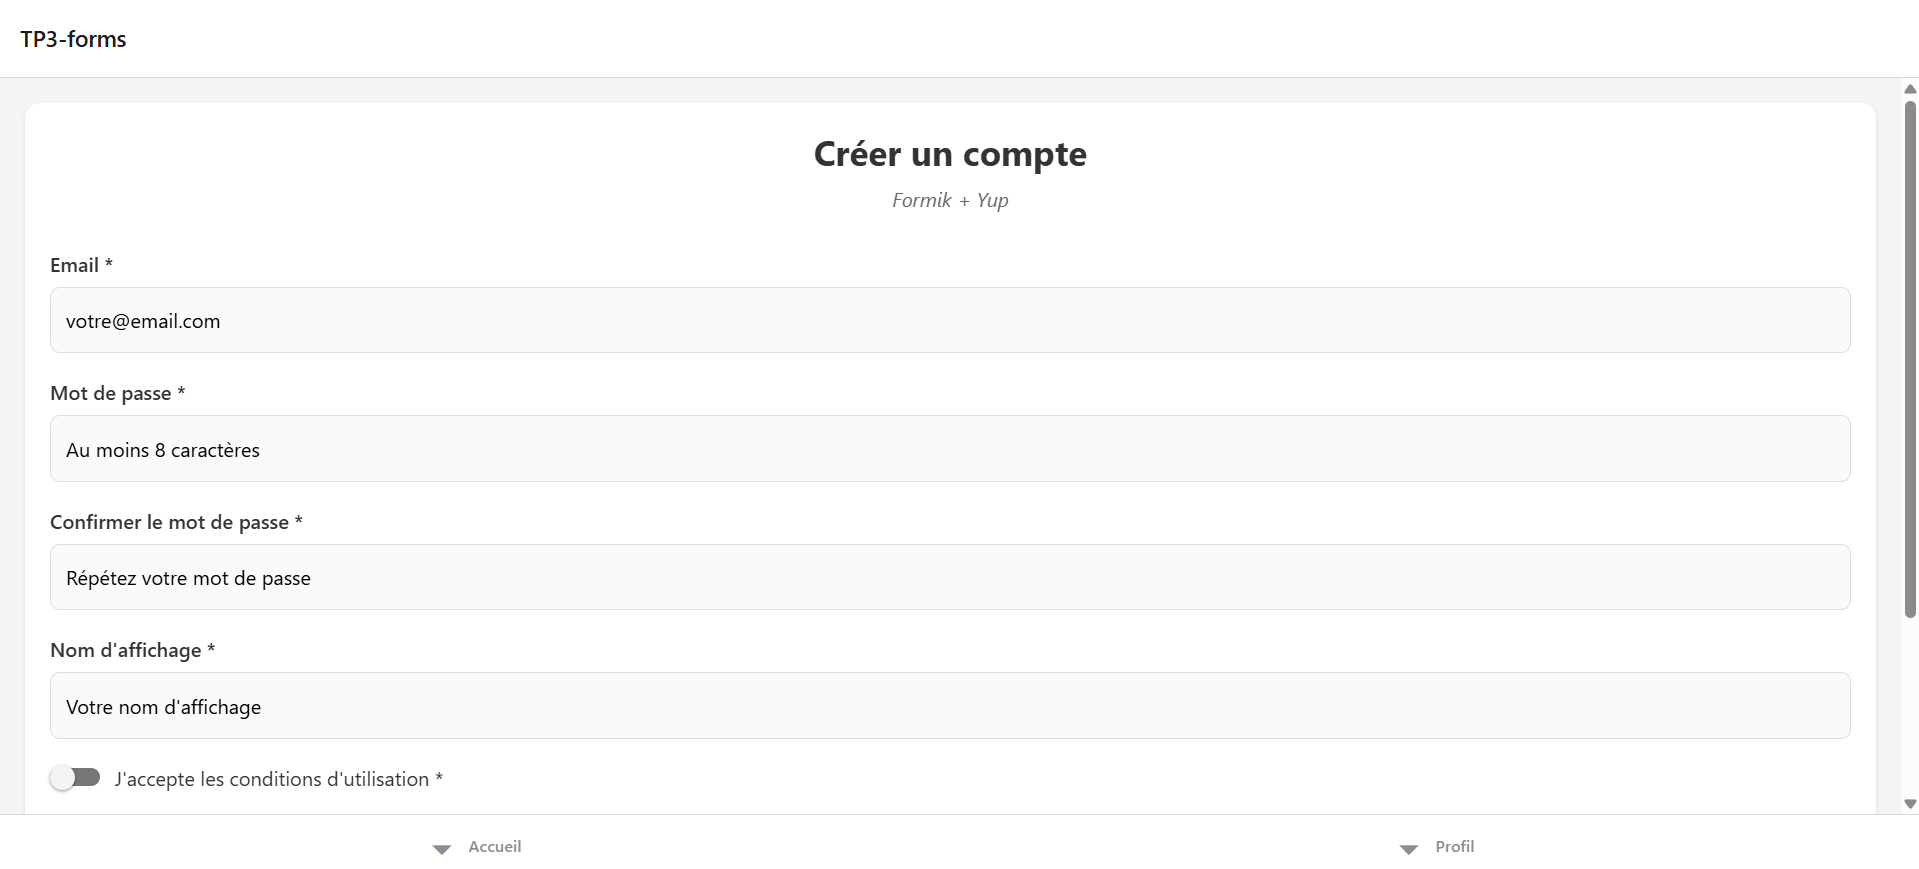 TP3-forms
Créer un compte
Formik + Yup
Email *
votre@email.com
Mot de passe *
Au moins 8 caractères
Confirmer le mot de passe *
Répétez votre mot de passe
Nom d'affichage *
Votre nom d'affichage
J'accepte les conditions d'utilisation *
Accueil
Profil